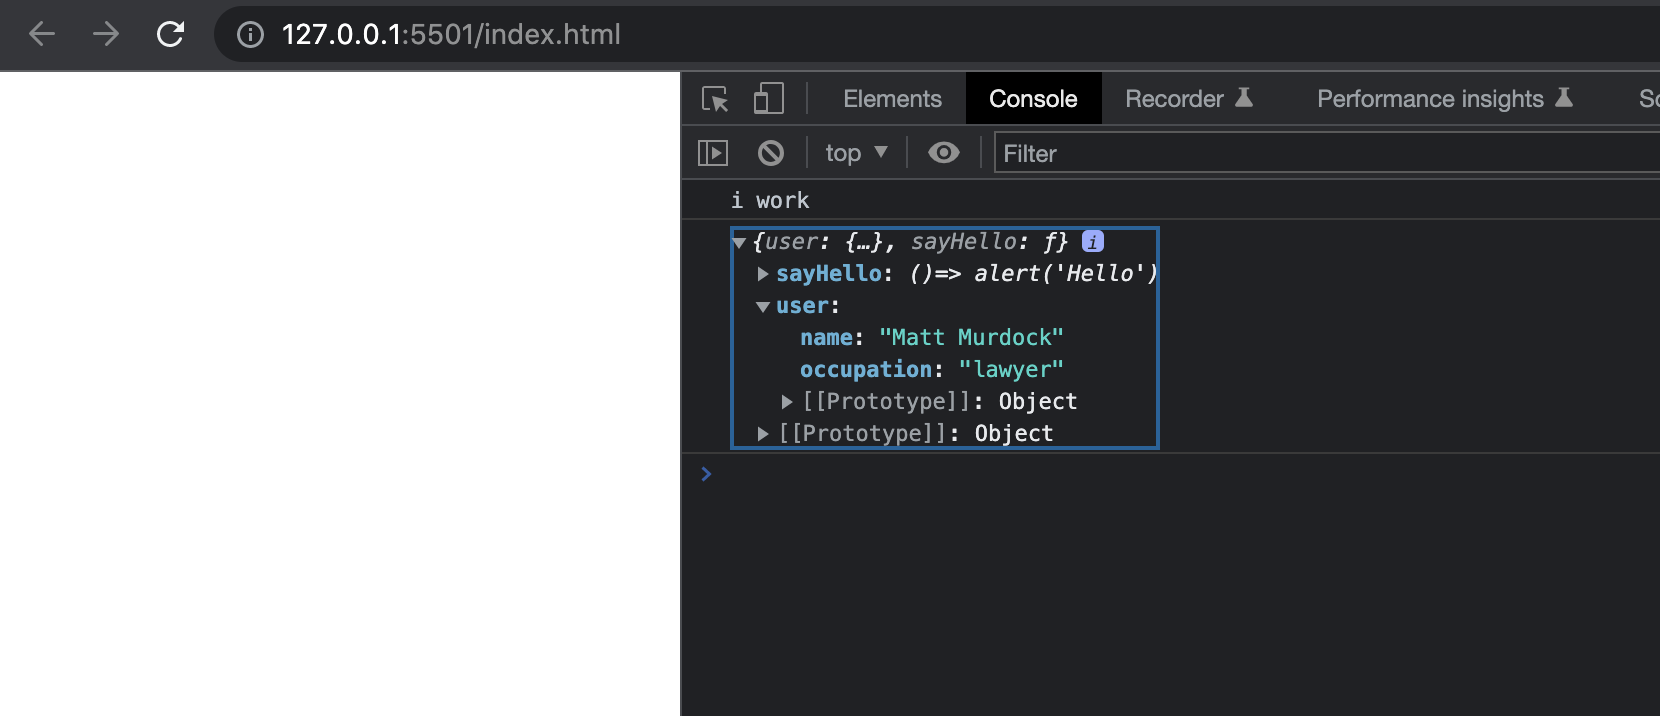 127.0.0.1:5501/index.html
Elements Console Recorder Performance insights
top Filter
i work
{user: {…}, sayHello: ƒ} i
sayHello: ()=> alert('Hello')
user:
name: "Matt Murdock"
occupation: "lawyer"
[[Prototype]]: Object
[[Prototype]]: Object